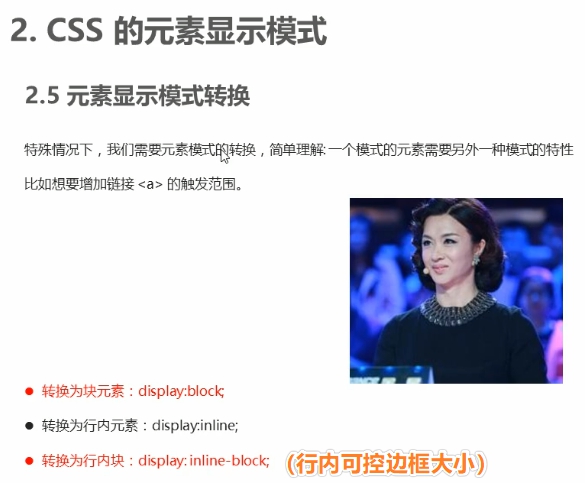 2. CSS 的元素显示模式
2.5 元素显示模式转换
特殊情况下，我们需要元素模式的转换，简单理解: 一个模式的元素需要另外一种模式的特性
比如想要增加链接 <a> 的触发范围。
● 转换为块元素：display:block;
● 转换为行内元素：display:inline;
● 转换为行内块：display: inline-block; （行内可控边框大小）